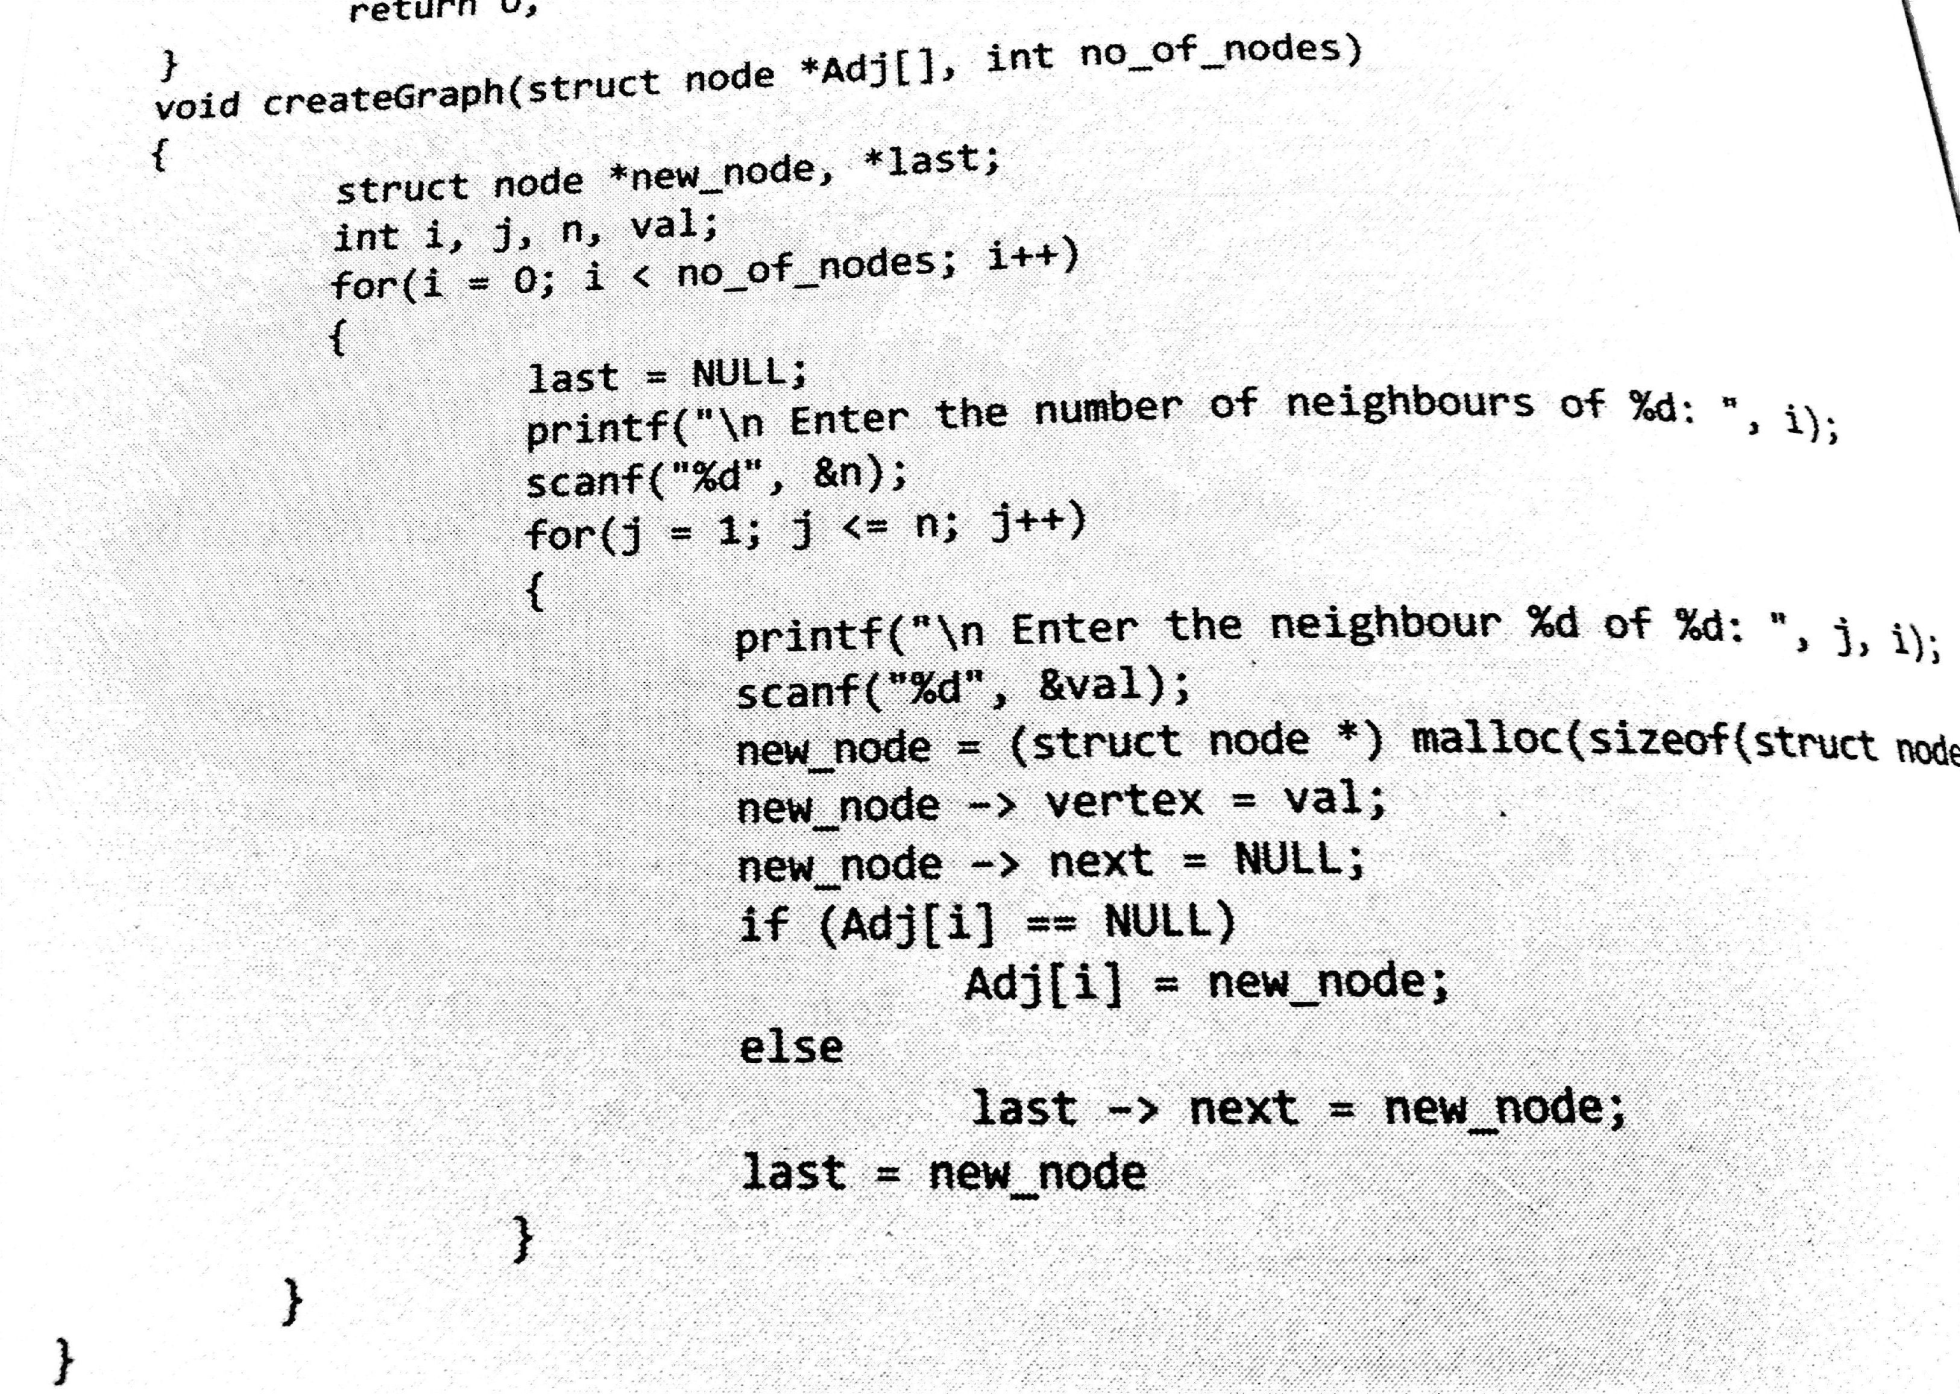 return 0;
}
void createGraph(struct node *Adj[], int no_of_nodes)
{
struct node *new_node, *last;
int i, j, n, val;
for(i = 0; i < no_of_nodes; i++)
{
last = NULL;
printf("\n Enter the number of neighbours of %d: ", i);
scanf("%d", &n);
for(j = 1; j <= n; j++)
{
printf("\n Enter the neighbour %d of %d: ", j, i);
scanf("%d", &val);
new_node = (struct node *) malloc(sizeof(struct node
new_node -> vertex = val;
new_node -> next = NULL;
if (Adj[i] == NULL)
Adj[i] = new_node;
else
last -> next = new_node;
last = new_node
}
}
}